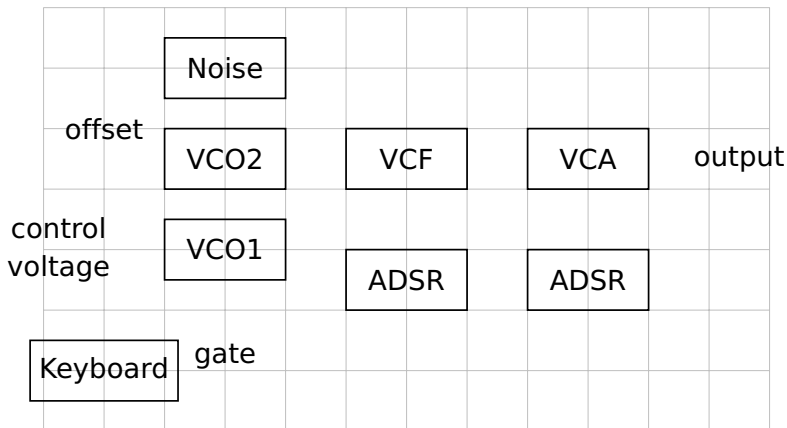 Noise
offset
VCO2
VCF
VCA
output
control
voltage
VCO1
ADSR
ADSR
Keyboard
gate